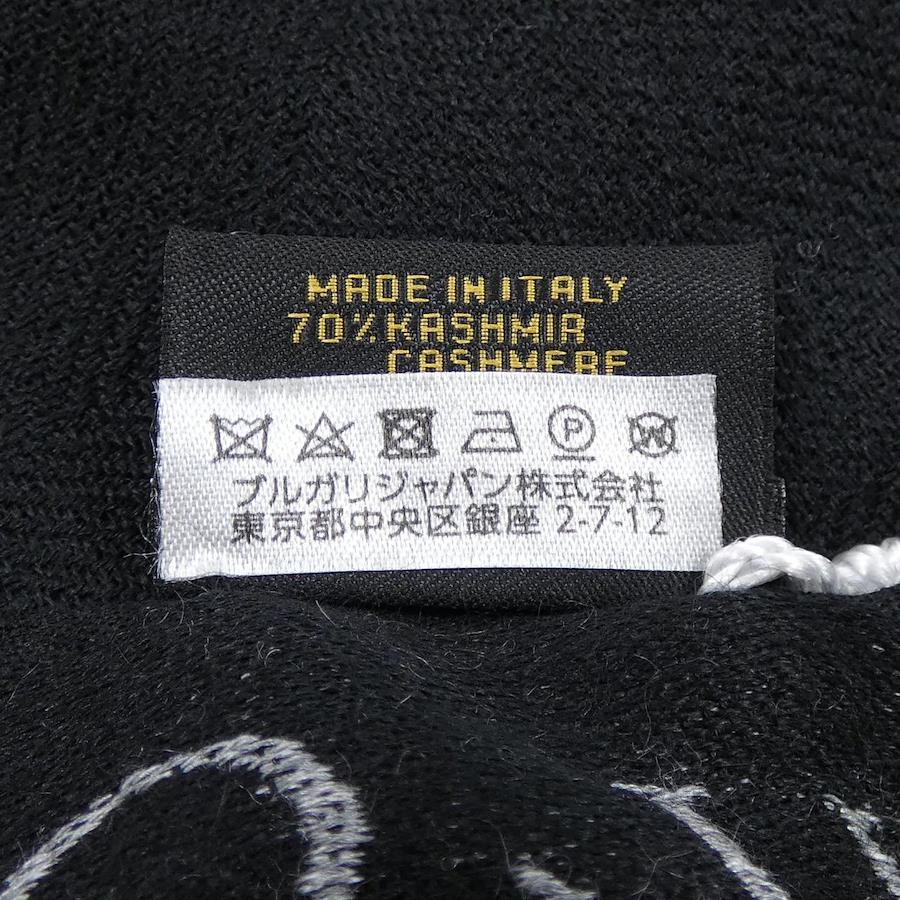 MADE IN ITALY
70%KASHMIR
CASHMERE
ブルガリジャパン株式会社
東京都中央区銀座 2-7-12